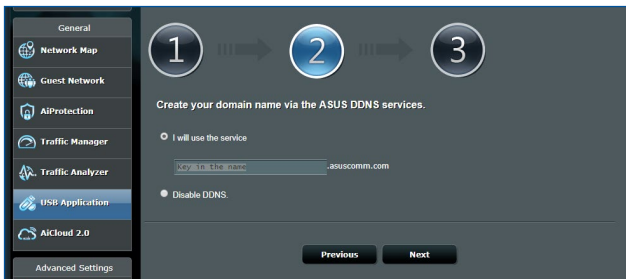 General
Network Map
Guest Network
AiProtection
Traffic Manager
Traffic Analyzer
USB Application
AiCloud 2.0
Advanced Settings
1
2
3
Create your domain name via the ASUS DDNS services.
I will use the service
Key in the name .asuscomm.com
Disable DDNS.
Previous Next